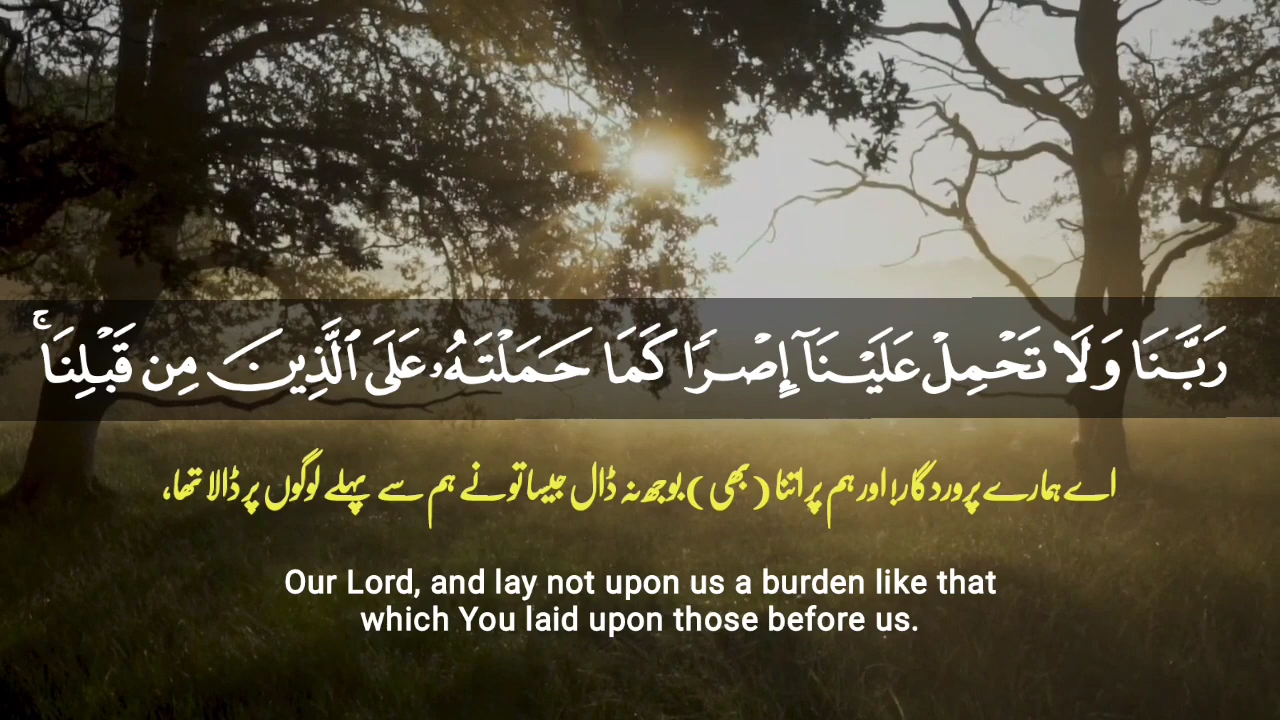 رَبَّنَا وَلَا تَحْمِلْ عَلَيْنَآ إِصْرًا كَمَا حَمَلْتَهُۥ عَلَى ٱلَّذِينَ مِن قَبْلِنَا ۚ
اے ہمارے پروردگار! اور ہم پر اتنا (بھی) بوجھ نہ ڈال جیسا تو نے ہم سے پہلے لوگوں پر ڈالا تھا،
Our Lord, and lay not upon us a burden like that
which You laid upon those before us.